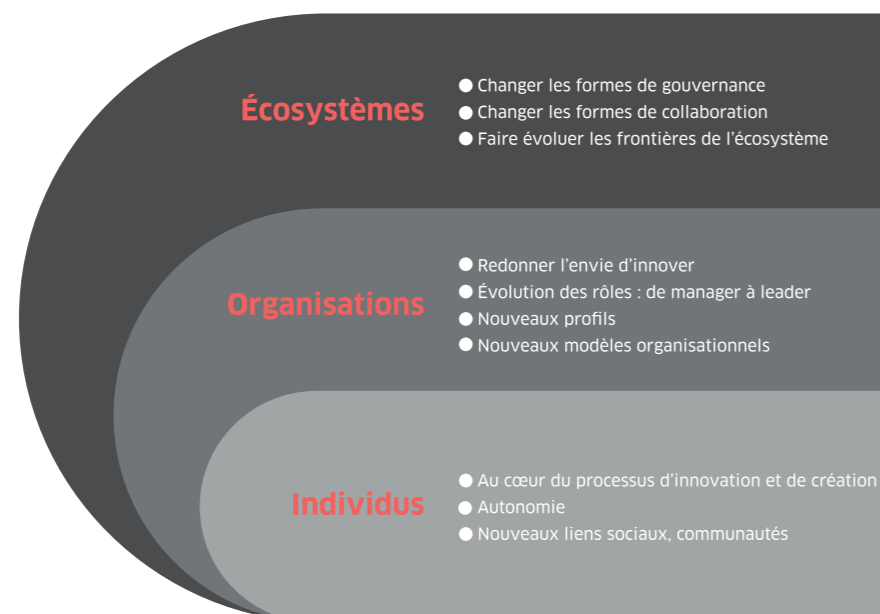 Écosystèmes
● Changer les formes de gouvernance
● Changer les formes de collaboration
● Faire évoluer les frontières de l'écosystème
Organisations
● Redonner l'envie d'innover
● Évolution des rôles : de manager à leader
● Nouveaux profils
● Nouveaux modèles organisationnels
Individus
● Au cœur du processus d'innovation et de création
● Autonomie
● Nouveaux liens sociaux, communautés